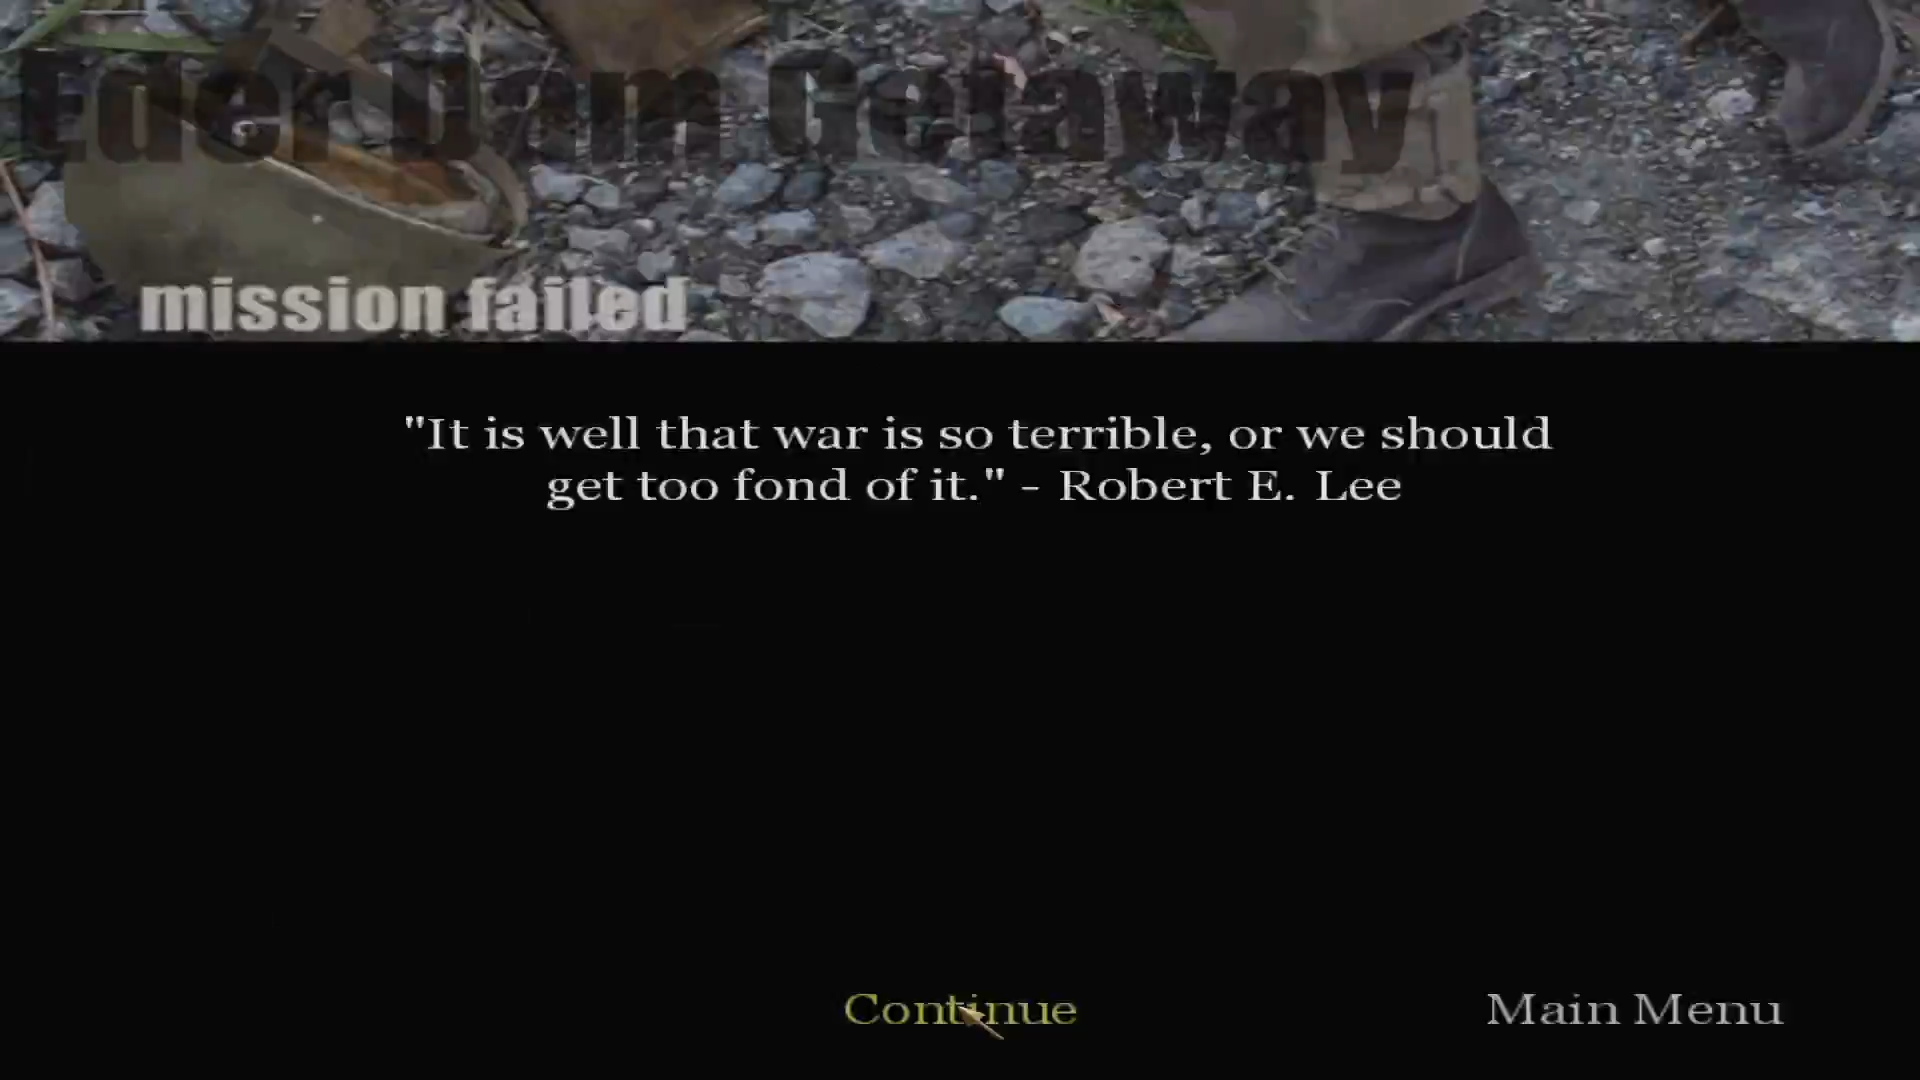 Eder Dam Getaway
mission failed
"It is well that war is so terrible, or we should
get too fond of it." - Robert E. Lee
Continue
Main Menu